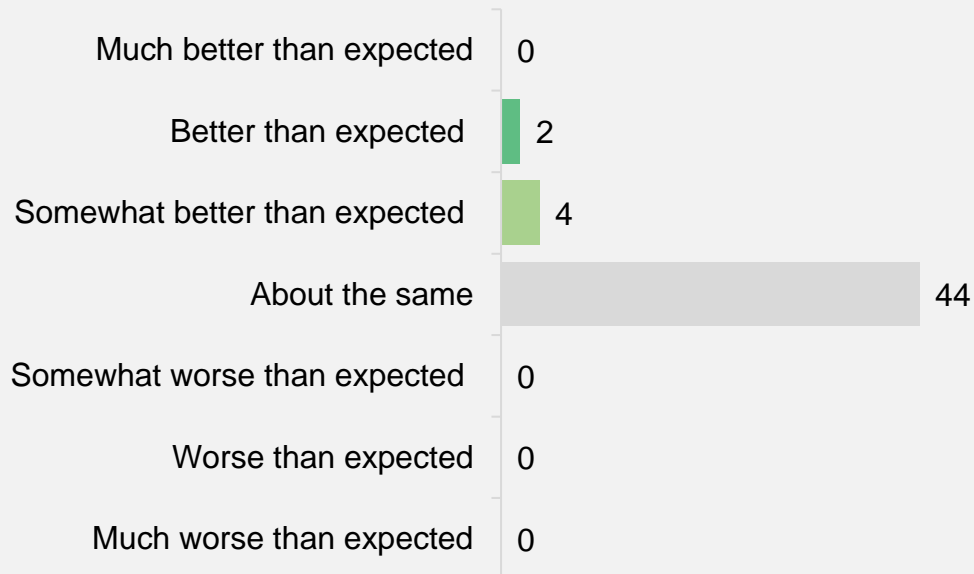 Much better than expected 0
Better than expected 2
Somewhat better than expected 4
About the same 44
Somewhat worse than expected 0
Worse than expected 0
Much worse than expected 0